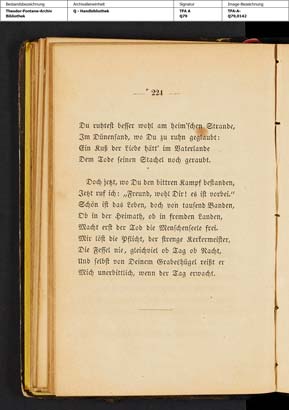 Bestandsbezeichnung
Theodor-Fontane-Archiv
Bibliothek
Archivalieneinheit
Q - Handbibliothek
Signatur
TFA A
Q79
Image-Bezeichnung
TFA-A-
Q79,0142
224
Du ruhtest besser wohl am heim'schen Strande,
Im Dünensand, wo Du zu ruhn geglaubt:
Ein Kuß der Liebe hätt' im Vaterlande
Dem Tode seinen Stachel noch geraubt.
Doch jetzt, wo Du den bittren Kampf bestanden,
Jetzt ruf ich: „Freund, wohl Dir! es ist vorbei.“
Schön ist das Leben, doch von tausend Banden,
Ob in der Heimath, ob in fremden Landen,
Macht erst der Tod die Menschenseele frei.
Mir löst die Pflicht, der strenge Kerkermeister,
Die Fessel nie, gleichviel ob Tag ob Nacht,
Und selbst von Deinem Grabeshügel reißt er
Mich unerbittlich, wenn der Tag erwacht.